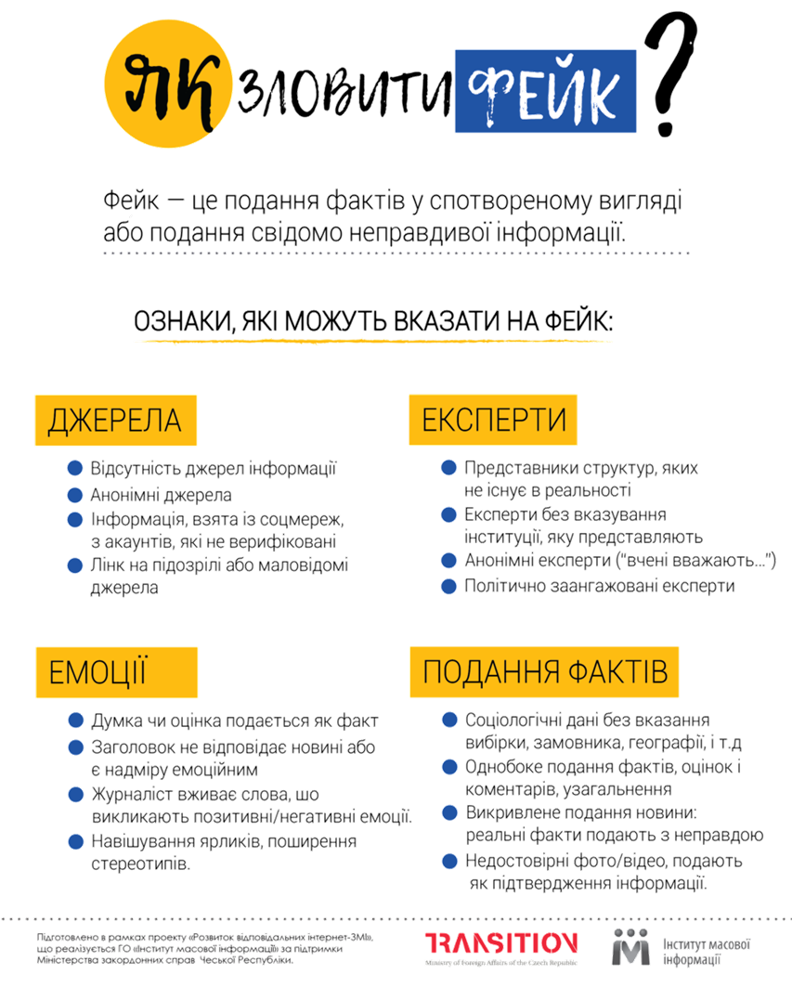 ЯК ЗЛОВИТИ ФЕЙК ?
Фейк — це подання фактів у спотвореному вигляді
або подання свідомо неправдивої інформації.
ОЗНАКИ, ЯКІ МОЖУТЬ ВКАЗАТИ НА ФЕЙК:
ДЖЕРЕЛА
Відсутність джерел інформації
Анонімні джерела
Інформація, взята із соцмереж,
з акаунтів, які не верифіковані
Лінк на підозрілі або маловідомі
джерела
ЕКСПЕРТИ
Представники структур, яких
не існує в реальності
Експерти без вказування
інституції, яку представляють
Анонімні експерти ("вчені вважають...")
Політично заангажовані експерти
ЕМОЦІЇ
Думка чи оцінка подається як факт
Заголовок не відповідає новині або
є надміру емоційним
Журналіст вживає слова, шо
викликають позитивні/негативні емоції.
Навішування ярликів, поширення
стереотипів.
ПОДАННЯ ФАКТІВ
Соціологічні дані без вказання
вибірки, замовника, географії, і т.д
Однобоке подання фактів, оцінок і
коментарів, узагальнення
Викривлене подання новини:
реальні факти подають з неправдою
Недостовірні фото/відео, подають
як підтвердження інформації.
Підготовлено в рамках проекту «Розвиток відповідальних інтернет-ЗМІ»,
що реалізується ГО «Інститут масової інформації» за підтримки
Міністерства закордонних справ Чеської Республіки.
TRANSITION
Ministry of Foreign Affairs of the Czech Republic
Інститут масової
інформації